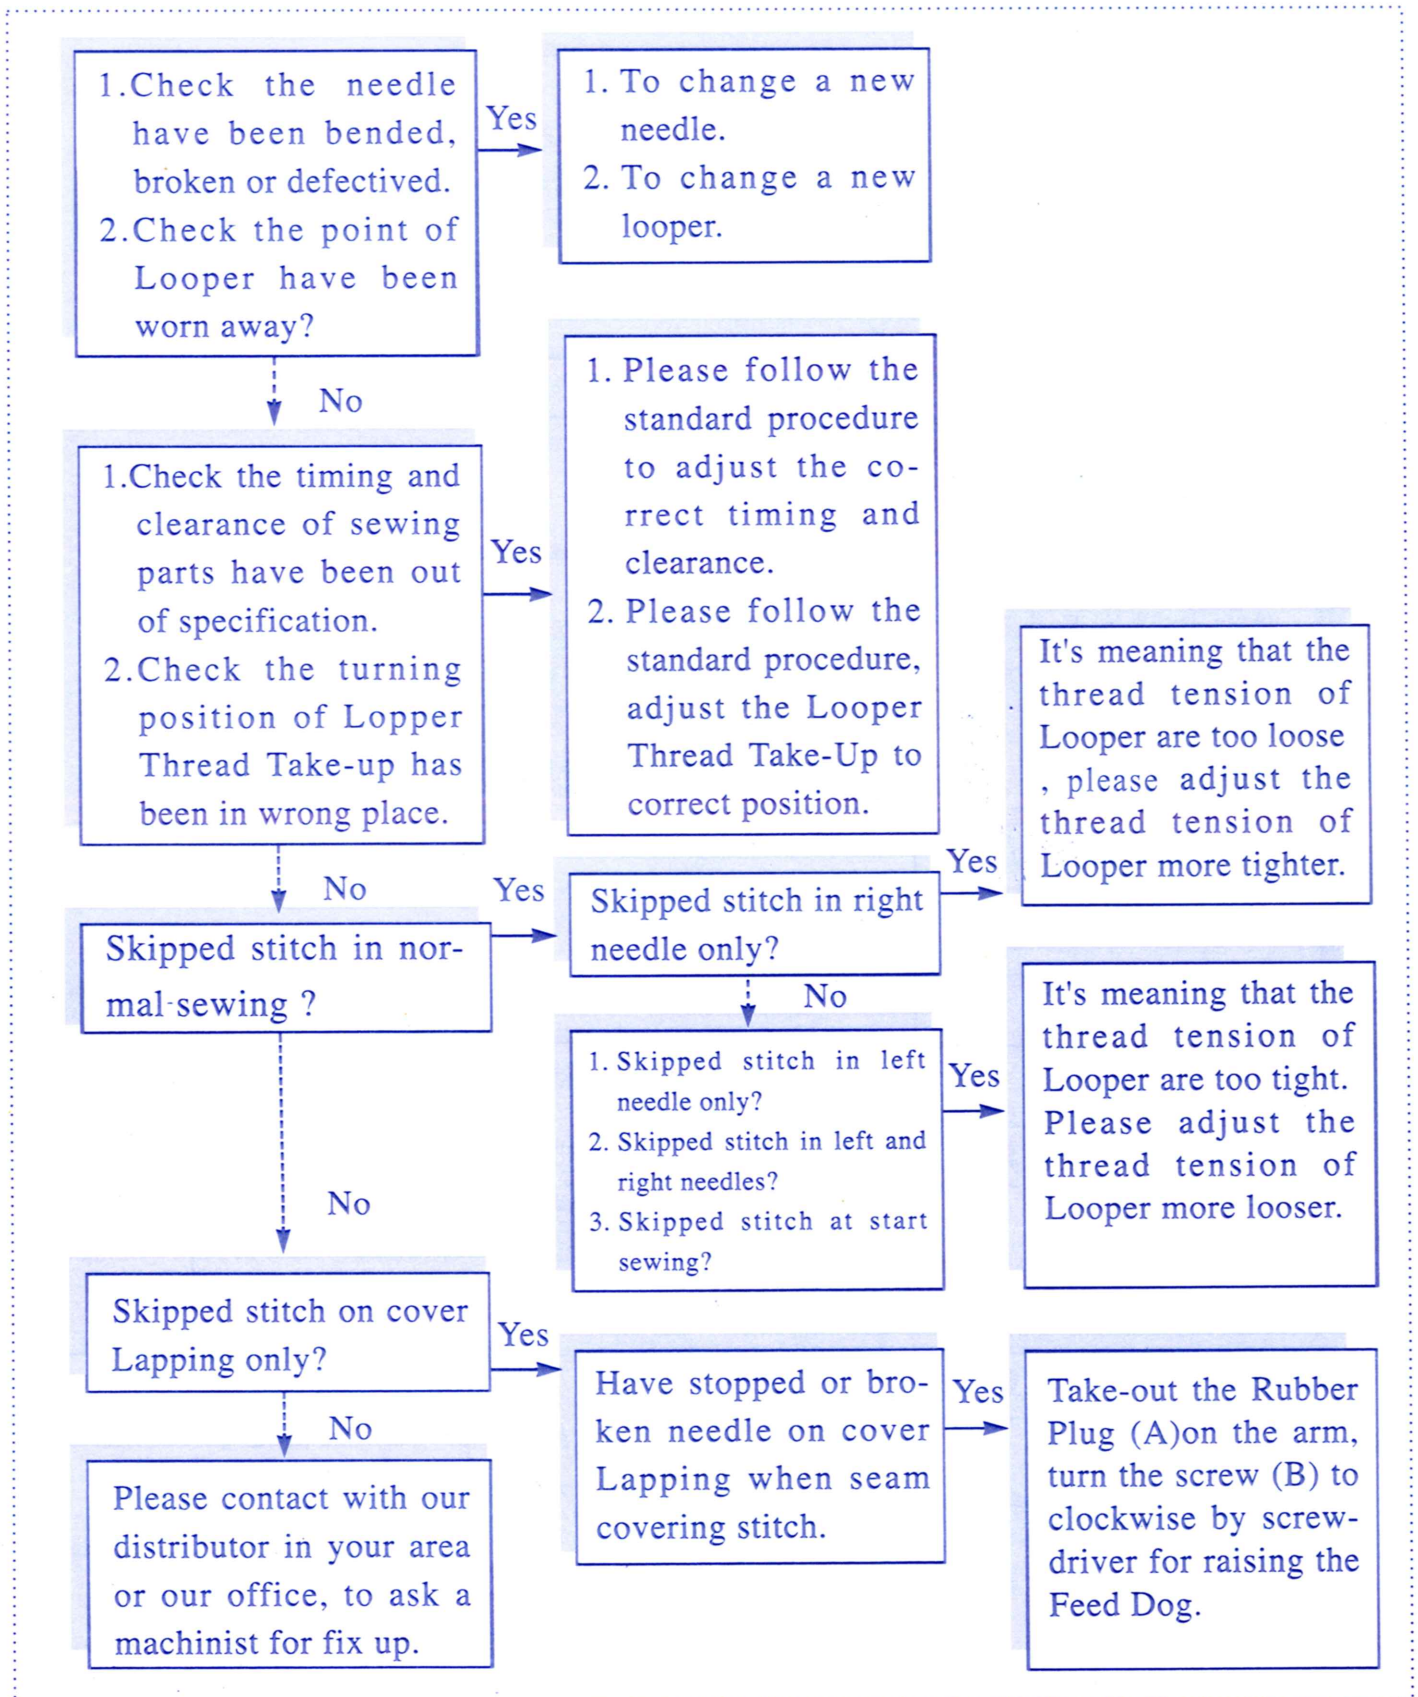 1.Check the needle
have been bended,
broken or defectived.
2.Check the point of
Looper have been
worn away?
Yes
1. To change a new
needle.
2. To change a new
looper.
No
1.Check the timing and
clearance of sewing
parts have been out
of specification.
2.Check the turning
position of Lopper
Thread Take-up has
been in wrong place.
Yes
1. Please follow the
standard procedure
to adjust the co-
rrect timing and
clearance.
2. Please follow the
standard procedure,
adjust the Looper
Thread Take-Up to
correct position.
No
Skipped stitch in nor-
mal-sewing ?
Yes
Skipped stitch in right
needle only?
Yes
It's meaning that the
thread tension of
Looper are too loose
, please adjust the
thread tension of
Looper more tighter.
No
1. Skipped stitch in left
needle only?
2. Skipped stitch in left and
right needles?
3. Skipped stitch at start
sewing?
Yes
It's meaning that the
thread tension of
Looper are too tight.
Please adjust the
thread tension of
Looper more looser.
No
Skipped stitch on cover
Lapping only?
Yes
Have stopped or bro-
ken needle on cover
Lapping when seam
covering stitch.
Yes
Take-out the Rubber
Plug (A)on the arm,
turn the screw (B) to
clockwise by screw-
driver for raising the
Feed Dog.
No
Please contact with our
distributor in your area
or our office, to ask a
machinist for fix up.